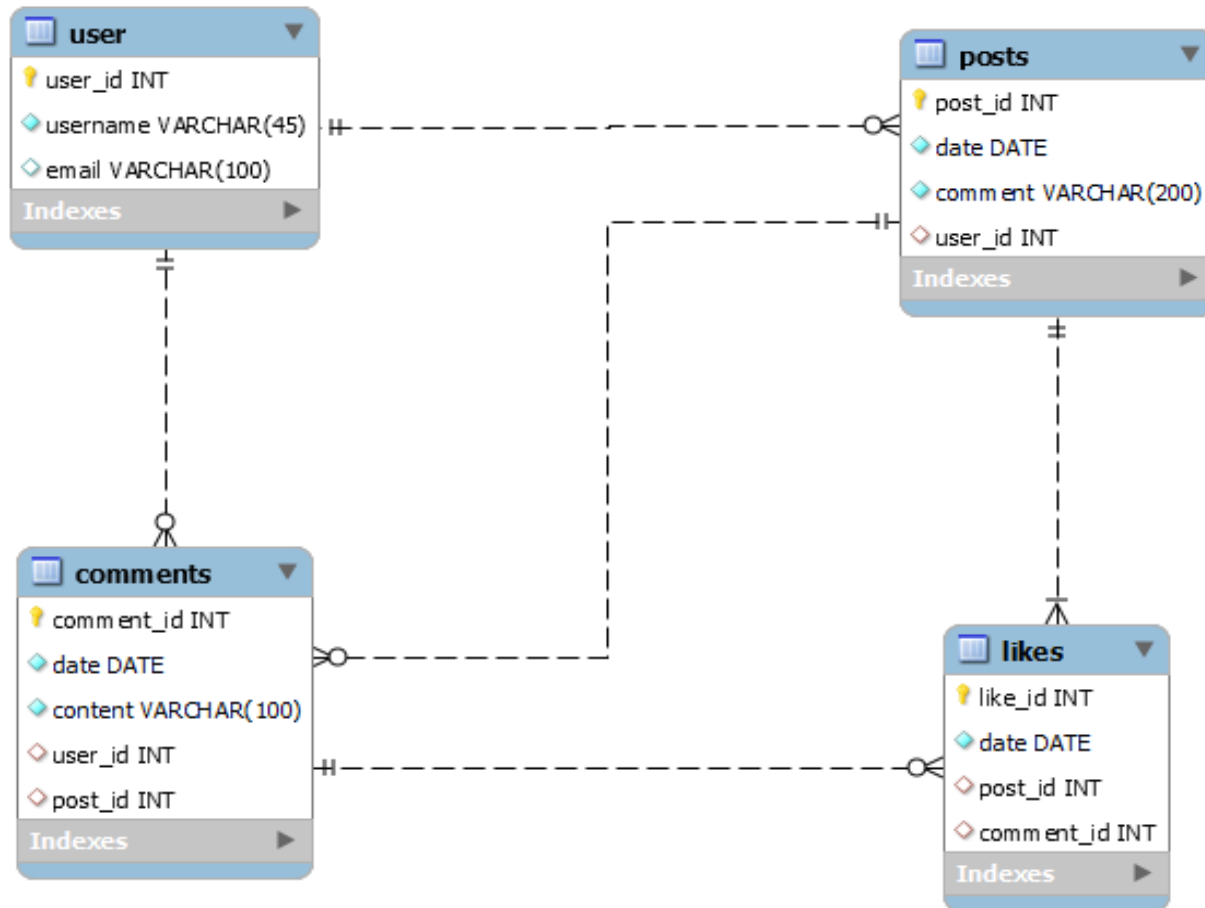 user
user_id INT
username VARCHAR(45)
email VARCHAR(100)
Indexes
posts
post_id INT
date DATE
comment VARCHAR(200)
user_id INT
Indexes
comments
comment_id INT
date DATE
content VARCHAR(100)
user_id INT
post_id INT
Indexes
likes
like_id INT
date DATE
post_id INT
comment_id INT
Indexes